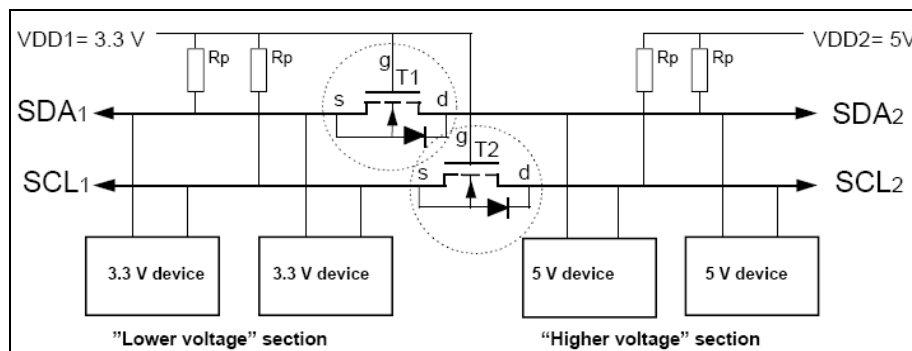 VDD1= 3.3 V
Rp
Rp
g
T1
s
d
Rp
Rp
VDD2= 5V
SDA1
SDA2
g
T2
s
d
SCL1
SCL2
3.3 V device
3.3 V device
5 V device
5 V device
"Lower voltage" section
"Higher voltage" section